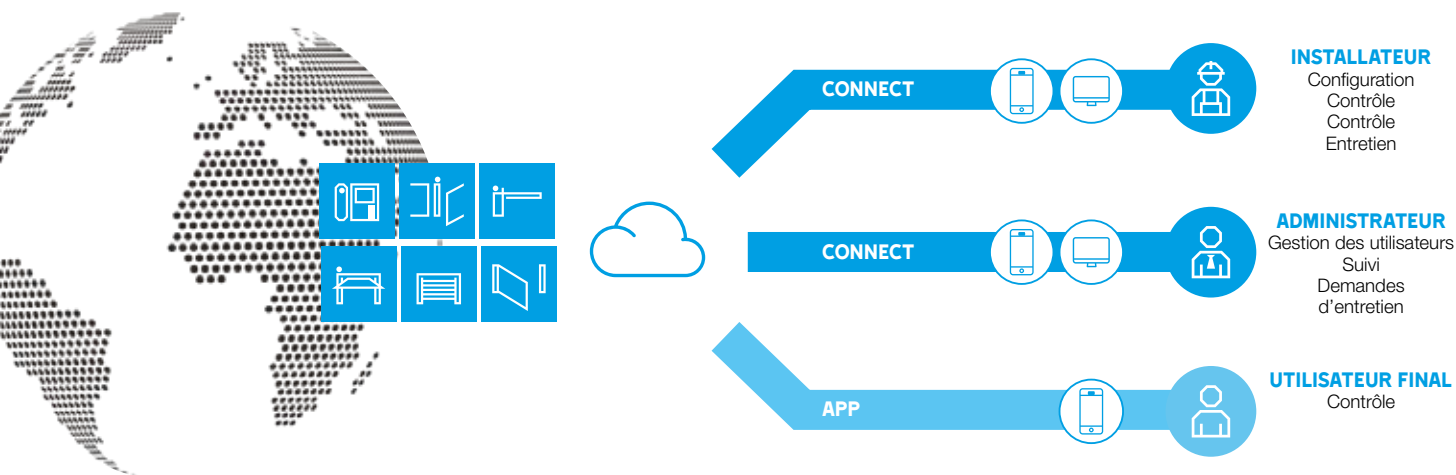 CONNECT
INSTALLATEUR
Configuration
Contrôle
Contrôle
Entretien
CONNECT
ADMINISTRATEUR
Gestion des utilisateurs
Suivi
Demandes
d'entretien
APP
UTILISATEUR FINAL
Contrôle